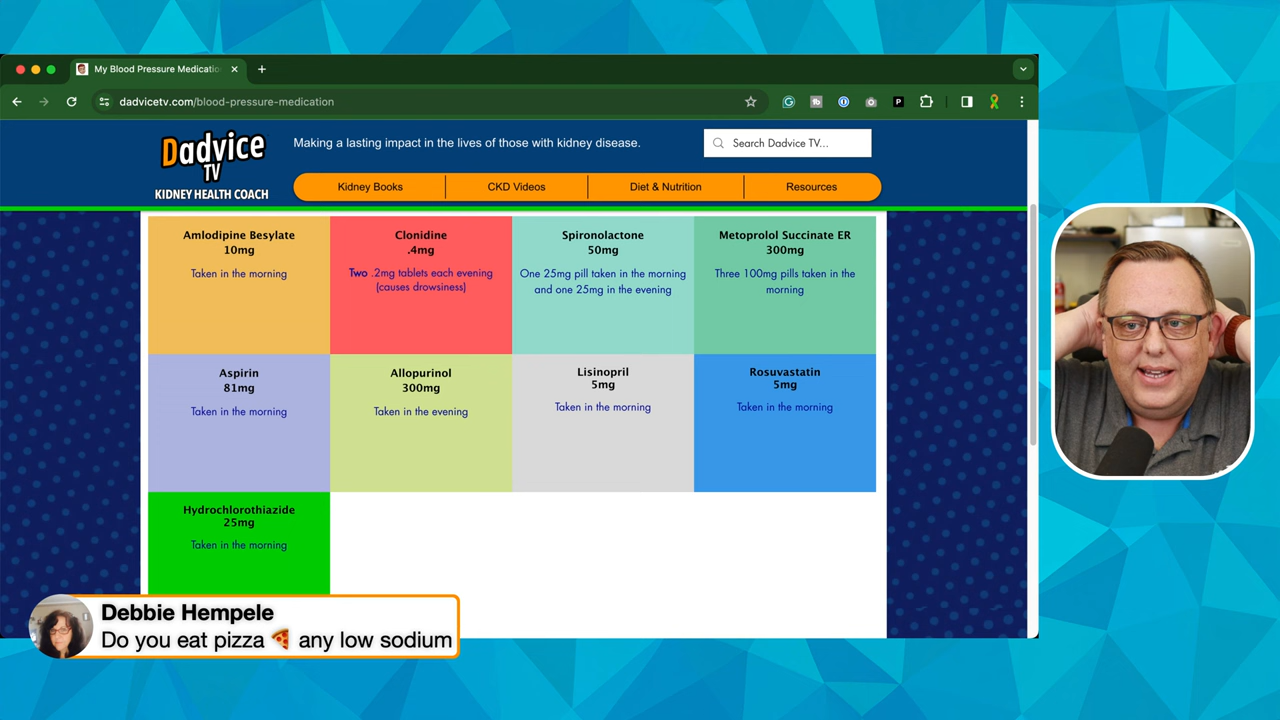 My Blood Pressure Medicatio
dadvicetv.com/blood-pressure-medication
Dadvice
TV
KIDNEY HEALTH COACH
Making a lasting impact in the lives of those with kidney disease.
Search Dadvice TV...
Kidney Books
CKD Videos
Diet & Nutrition
Resources
Amlodipine Besylate
10mg
Taken in the morning
Clonidine
.4mg
Two .2mg tablets each evening
(causes drowsiness)
Spironolactone
50mg
One 25mg pill taken in the morning
and one 25mg in the evening
Metoprolol Succinate ER
300mg
Three 100mg pills taken in the
morning
Aspirin
81mg
Taken in the morning
Allopurinol
300mg
Taken in the evening
Lisinopril
5mg
Taken in the morning
Rosuvastatin
5mg
Taken in the morning
Hydrochlorothiazide
25mg
Taken in the morning
Debbie Hempele
Do you eat pizza 🍕 any low sodium